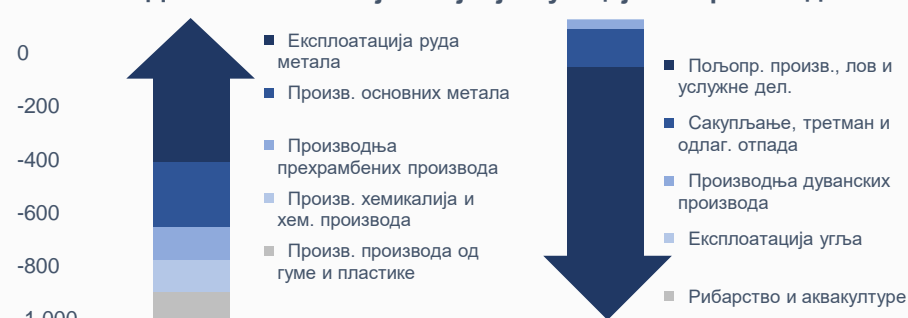 0
-200
-400
-600
-800
-1.000
Експлоатација руда
метала
Произв. основних метала
Производња
прехрамбених производа
Произв. хемикалија и
хем. производа
Произв. производа од
гуме и пластике
Пољопр. произв., лов и
услужне дел.
Сакупљање, третман и
одлаг. отпада
Производња дуванских
производа
Експлоатација угља
Рибарство и аквакултуре